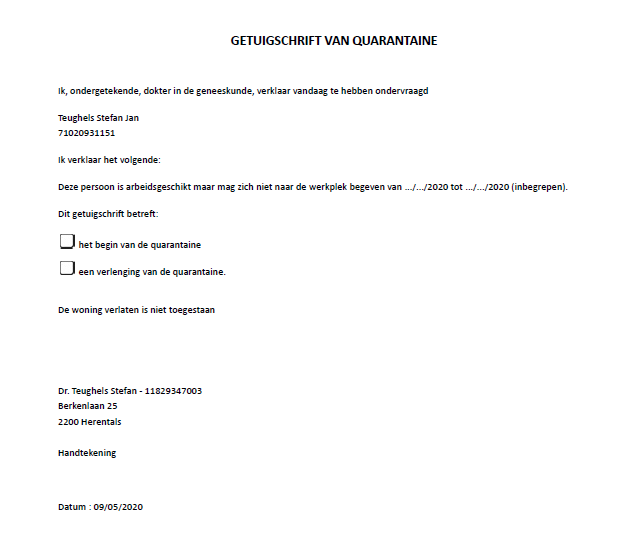 GETUIGSCHRIFT VAN QUARANTAINE
Ik, ondergetekende, dokter in de geneeskunde, verklaar vandaag te hebben ondervraagd
Teughels Stefan Jan
71020931151
Ik verklaar het volgende:
Deze persoon is arbeidsgeschikt maar mag zich niet naar de werkplek begeven van .../.../2020 tot .../.../2020 (inbegrepen).
Dit getuigschrift betreft:
het begin van de quarantaine
een verlenging van de quarantaine.
De woning verlaten is niet toegestaan
Dr. Teughels Stefan - 11829347003
Berkenlaan 25
2200 Herentals
Handtekening
Datum : 09/05/2020